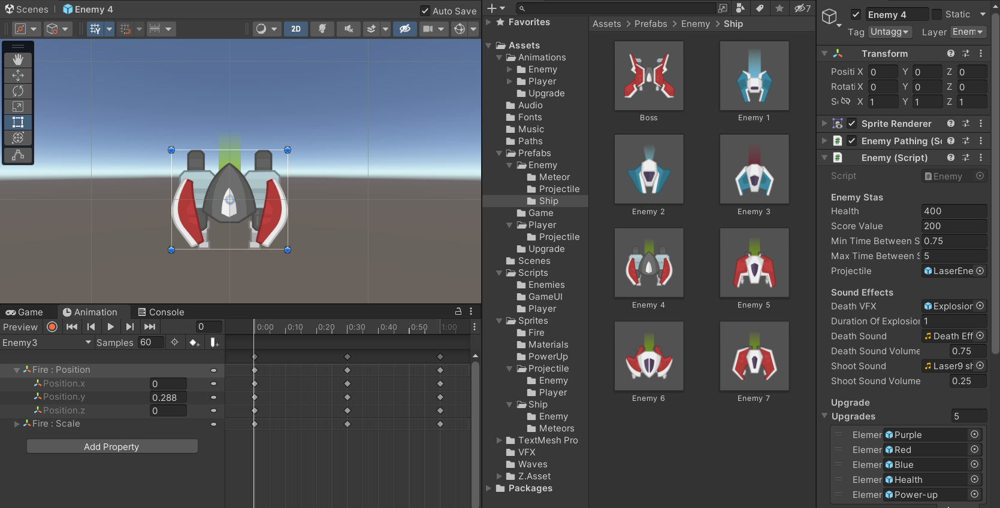 Scenes
Enemy 4
Auto Save
2D
Game
Animation
Console
Preview
0
0:00
0:10
0:20
0:30
0:40
0:50
1:00
Enemy3
Samples
60
Fire : Position
Position.x
0
Position.y
0.288
Position.z
0
Fire : Scale
Add Property
7
Favorites
Assets
Animations
Enemy
Player
Upgrade
Audio
Fonts
Music
Paths
Prefabs
Enemy
Meteor
Projectile
Ship
Game
Player
Projectile
Upgrade
Scenes
Scripts
Enemies
GameUI
Player
Sprites
Fire
Materials
PowerUp
Projectile
Enemy
Player
Ship
Enemy
Meteors
TextMesh Pro
VFX
Waves
Z.Asset
Packages
Assets > Prefabs > Enemy > Ship
Boss
Enemy 1
Enemy 2
Enemy 3
Enemy 4
Enemy 5
Enemy 6
Enemy 7
Enemy 4
Static
Tag Untagg
Layer Enem
Transform
Positi X 0 Y 0 Z 0
Rotati X 0 Y 0 Z 0
Sc X 1 Y 1 Z 1
Sprite Renderer
Enemy Pathing (Sc
# Enemy (Script)
Script Enemy
Enemy Stas
Health 400
Score Value 200
Min Time Between S 0.75
Max Time Between S 5
Projectile LaserEne
Sound Effects
Death VFX Explosion
Duration Of Explosion 1
Death Sound Death Eff
Death Sound Volume 0.75
Shoot Sound Laser9 sh
Shoot Sound Volume 0.25
Upgrade
Upgrades 5
Elemer Purple
Elemer Red
Elemer Blue
Elemer Health
Elemer Power-up